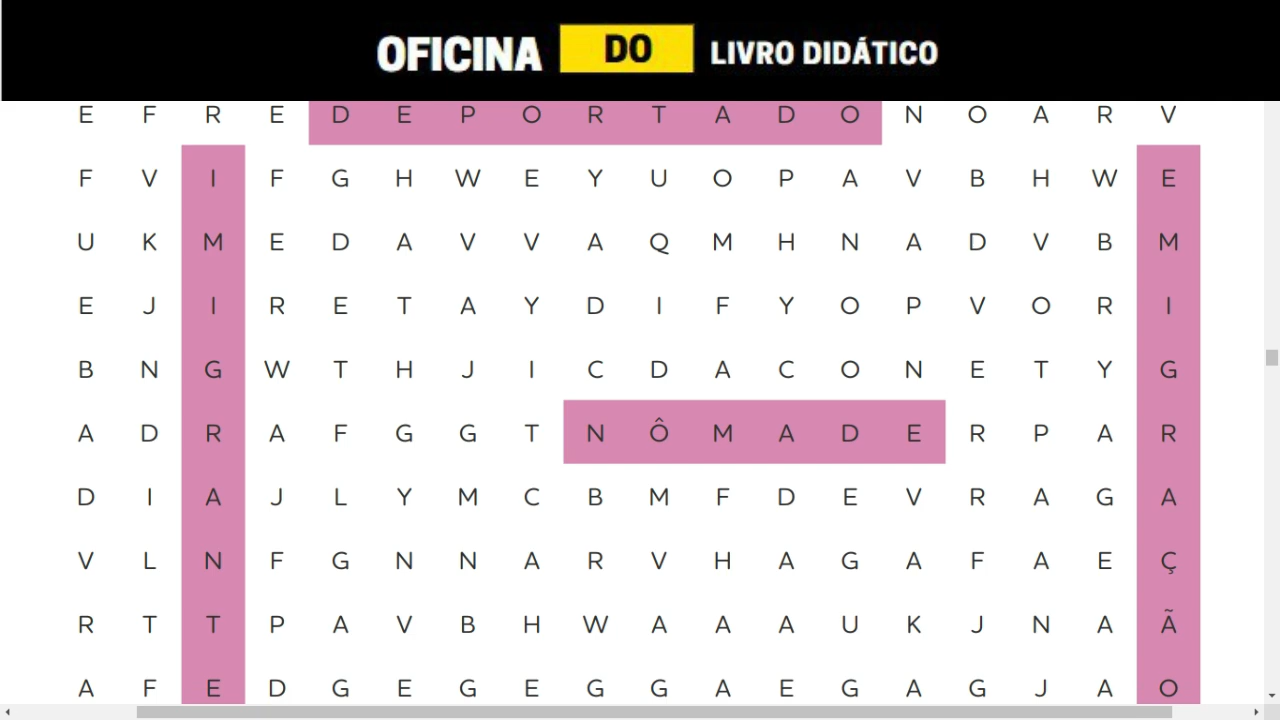 OFICINA DO LIVRO DIDÁTICO
E F R E D E P O R T A D O N O A R V
F V I F G H W E Y U O P A V B H W E
U K M E D A V V A Q M H N A D V B M
E J I R E T A Y D I F Y O P V O R I
B N G W T H J I C D A C O N E T Y G
A D R A F G G T N Ô M A D E R P A R
D I A J L Y M C B M F D E V R A G A
V L N F G N N A R V H A G A F A E Ç
R T T P A V B H W A A A U K J N A Ã
A F E D G E G E G G A E G A G J A O